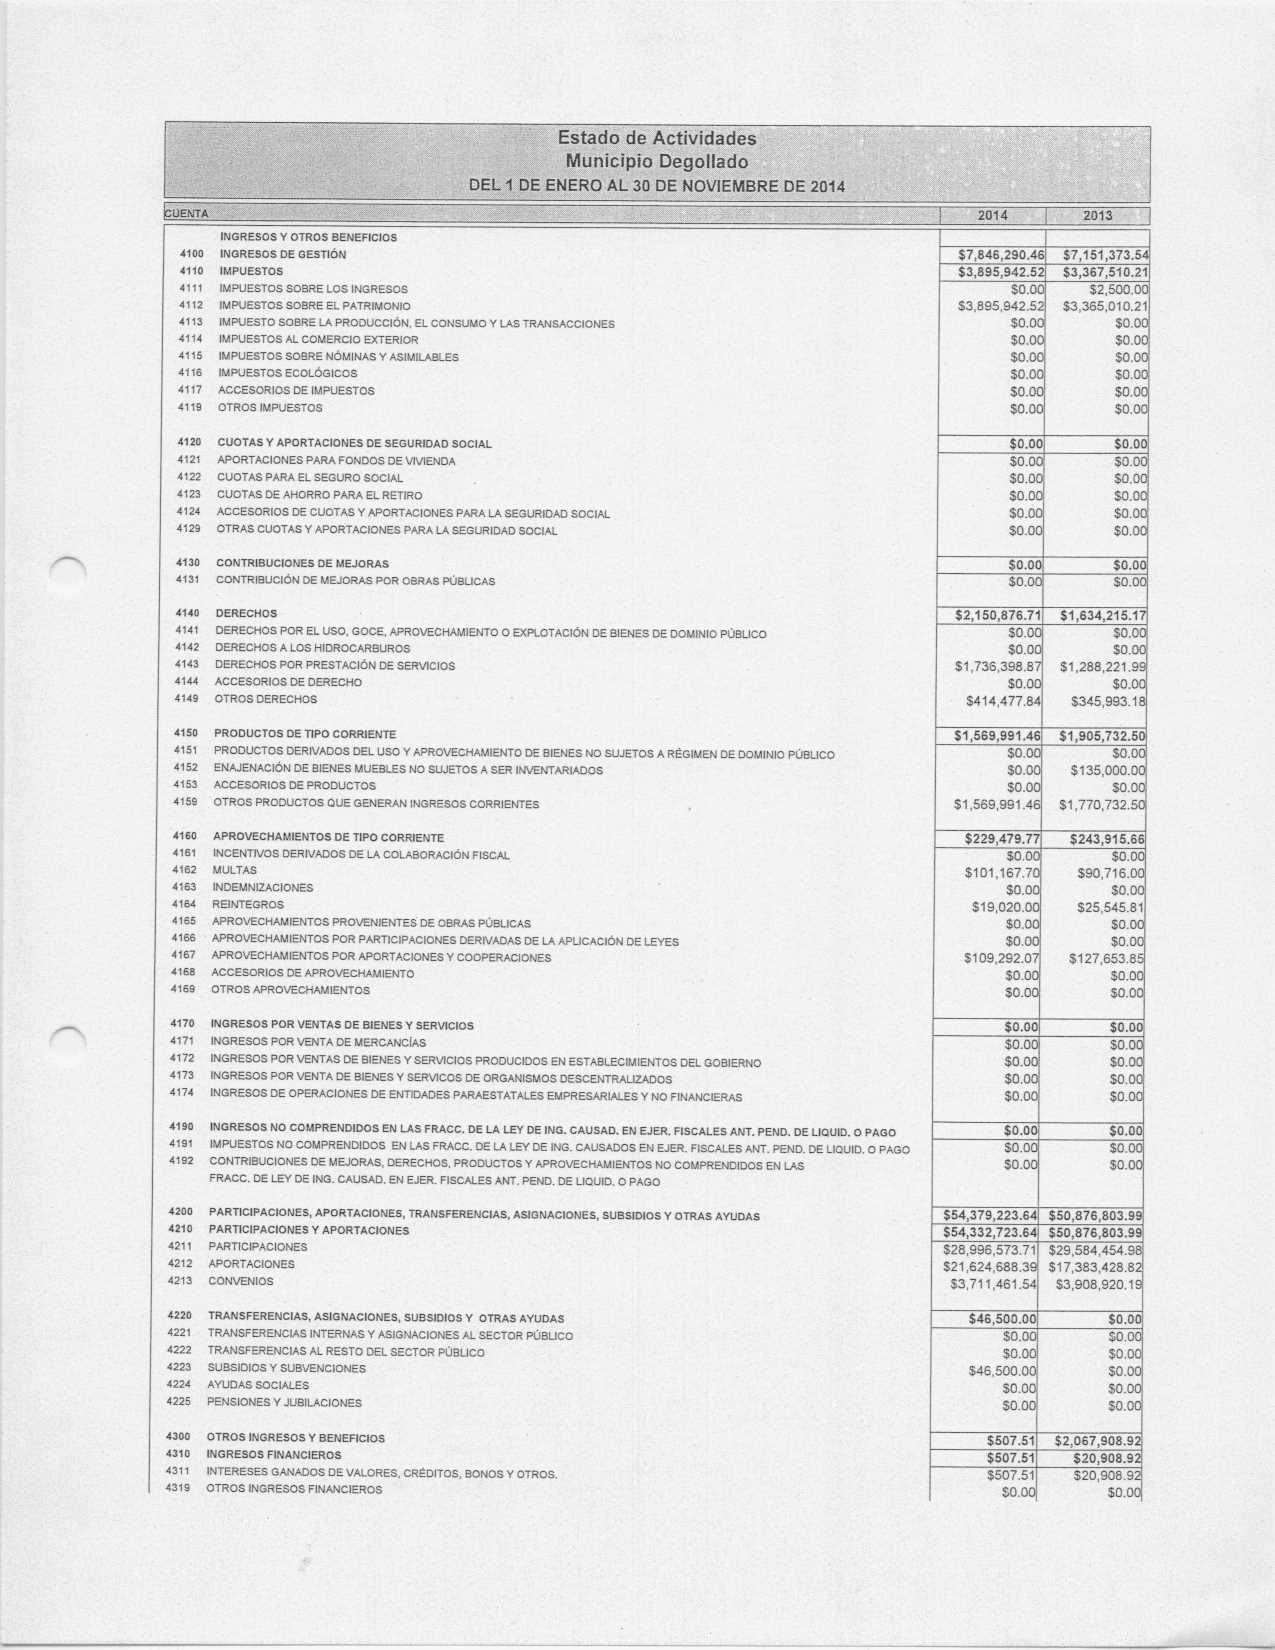 Estado de Actividades
Municipio Degollado
DEL 1 DE ENERO AL 30 DE NOVIEMBRE DE 2014
CUENTA 2014 2013
INGRESOS Y OTROS BENEFICIOS
4100 INGRESOS DE GESTIÓN $7,846,290.46 $7,151,373.54
4110 IMPUESTOS $3,895,942.52 $3,367,510.21
4111 IMPUESTOS SOBRE LOS INGRESOS $0.00 $2,500.00
4112 IMPUESTOS SOBRE EL PATRIMONIO $3,895,942.52 $3,365,010.21
4113 IMPUESTO SOBRE LA PRODUCCIÓN, EL CONSUMO Y LAS TRANSACCIONES $0.00 $0.00
4114 IMPUESTOS AL COMERCIO EXTERIOR $0.00 $0.00
4115 IMPUESTOS SOBRE NÓMINAS Y ASIMILABLES $0.00 $0.00
4116 IMPUESTOS ECOLÓGICOS $0.00 $0.00
4117 ACCESORIOS DE IMPUESTOS $0.00 $0.00
4119 OTROS IMPUESTOS $0.00 $0.00
4120 CUOTAS Y APORTACIONES DE SEGURIDAD SOCIAL $0.00 $0.00
4121 APORTACIONES PARA FONDOS DE VIVIENDA $0.00 $0.00
4122 CUOTAS PARA EL SEGURO SOCIAL $0.00 $0.00
4123 CUOTAS DE AHORRO PARA EL RETIRO $0.00 $0.00
4124 ACCESORIOS DE CUOTAS Y APORTACIONES PARA LA SEGURIDAD SOCIAL $0.00 $0.00
4129 OTRAS CUOTAS Y APORTACIONES PARA LA SEGURIDAD SOCIAL $0.00 $0.00
4130 CONTRIBUCIONES DE MEJORAS $0.00 $0.00
4131 CONTRIBUCIÓN DE MEJORAS POR OBRAS PÚBLICAS $0.00 $0.00
4140 DERECHOS $2,150,876.71 $1,634,215.17
4141 DERECHOS POR EL USO, GOCE, APROVECHAMIENTO O EXPLOTACIÓN DE BIENES DE DOMINIO PÚBLICO $0.00 $0.00
4142 DERECHOS A LOS HIDROCARBUROS $0.00 $0.00
4143 DERECHOS POR PRESTACIÓN DE SERVICIOS $1,736,398.87 $1,288,221.99
4144 ACCESORIOS DE DERECHO $0.00 $0.00
4149 OTROS DERECHOS $414,477.84 $345,993.18
4150 PRODUCTOS DE TIPO CORRIENTE $1,569,991.46 $1,905,732.50
4151 PRODUCTOS DERIVADOS DEL USO Y APROVECHAMIENTO DE BIENES NO SUJETOS A RÉGIMEN DE DOMINIO PÚBLICO $0.00 $0.00
4152 ENAJENACIÓN DE BIENES MUEBLES NO SUJETOS A SER INVENTARIADOS $0.00 $135,000.00
4153 ACCESORIOS DE PRODUCTOS $0.00 $0.00
4159 OTROS PRODUCTOS QUE GENERAN INGRESOS CORRIENTES $1,569,991.46 $1,770,732.50
4160 APROVECHAMIENTOS DE TIPO CORRIENTE $229,479.77 $243,915.66
4161 INCENTIVOS DERIVADOS DE LA COLABORACIÓN FISCAL $0.00 $0.00
4162 MULTAS $101,167.70 $90,716.00
4163 INDEMNIZACIONES $0.00 $0.00
4164 REINTEGROS $19,020.00 $25,545.81
4165 APROVECHAMIENTOS PROVENIENTES DE OBRAS PÚBLICAS $0.00 $0.00
4166 APROVECHAMIENTOS POR PARTICIPACIONES DERIVADAS DE LA APLICACIÓN DE LEYES $0.00 $0.00
4167 APROVECHAMIENTOS POR APORTACIONES Y COOPERACIONES $109,292.07 $127,653.85
4168 ACCESORIOS DE APROVECHAMIENTO $0.00 $0.00
4169 OTROS APROVECHAMIENTOS $0.00 $0.00
4170 INGRESOS POR VENTAS DE BIENES Y SERVICIOS $0.00 $0.00
4171 INGRESOS POR VENTA DE MERCANCÍAS $0.00 $0.00
4172 INGRESOS POR VENTAS DE BIENES Y SERVICIOS PRODUCIDOS EN ESTABLECIMIENTOS DEL GOBIERNO $0.00 $0.00
4173 INGRESOS POR VENTA DE BIENES Y SERVICOS DE ORGANISMOS DESCENTRALIZADOS $0.00 $0.00
4174 INGRESOS DE OPERACIONES DE ENTIDADES PARAESTATALES EMPRESARIALES Y NO FINANCIERAS $0.00 $0.00
4190 INGRESOS NO COMPRENDIDOS EN LAS FRACC. DE LA LEY DE ING. CAUSAD. EN EJER. FISCALES ANT. PEND. DE LIQUID. O PAGO $0.00 $0.00
4191 IMPUESTOS NO COMPRENDIDOS EN LAS FRACC. DE LA LEY DE ING. CAUSADOS EN EJER. FISCALES ANT. PEND. DE LIQUID. O PAGO $0.00 $0.00
4192 CONTRIBUCIONES DE MEJORAS, DERECHOS, PRODUCTOS Y APROVECHAMIENTOS NO COMPRENDIDOS EN LAS $0.00 $0.00
FRACC. DE LEY DE ING. CAUSAD. EN EJER. FISCALES ANT. PEND. DE LIQUID. O PAGO
4200 PARTICIPACIONES, APORTACIONES, TRANSFERENCIAS, ASIGNACIONES, SUBSIDIOS Y OTRAS AYUDAS $54,379,223.64 $50,876,803.99
4210 PARTICIPACIONES Y APORTACIONES $54,332,723.64 $50,876,803.99
4211 PARTICIPACIONES $28,996,573.71 $29,584,454.98
4212 APORTACIONES $21,624,688.39 $17,383,428.82
4213 CONVENIOS $3,711,461.54 $3,908,920.19
4220 TRANSFERENCIAS, ASIGNACIONES, SUBSIDIOS Y OTRAS AYUDAS $46,500.00 $0.00
4221 TRANSFERENCIAS INTERNAS Y ASIGNACIONES AL SECTOR PÚBLICO $0.00 $0.00
4222 TRANSFERENCIAS AL RESTO DEL SECTOR PÚBLICO $0.00 $0.00
4223 SUBSIDIOS Y SUBVENCIONES $46,500.00 $0.00
4224 AYUDAS SOCIALES $0.00 $0.00
4225 PENSIONES Y JUBILACIONES $0.00 $0.00
4300 OTROS INGRESOS Y BENEFICIOS $507.51 $2,067,908.92
4310 INGRESOS FINANCIEROS $507.51 $20,908.92
4311 INTERESES GANADOS DE VALORES, CRÉDITOS, BONOS Y OTROS. $507.51 $20,908.92
4319 OTROS INGRESOS FINANCIEROS $0.00 $0.00